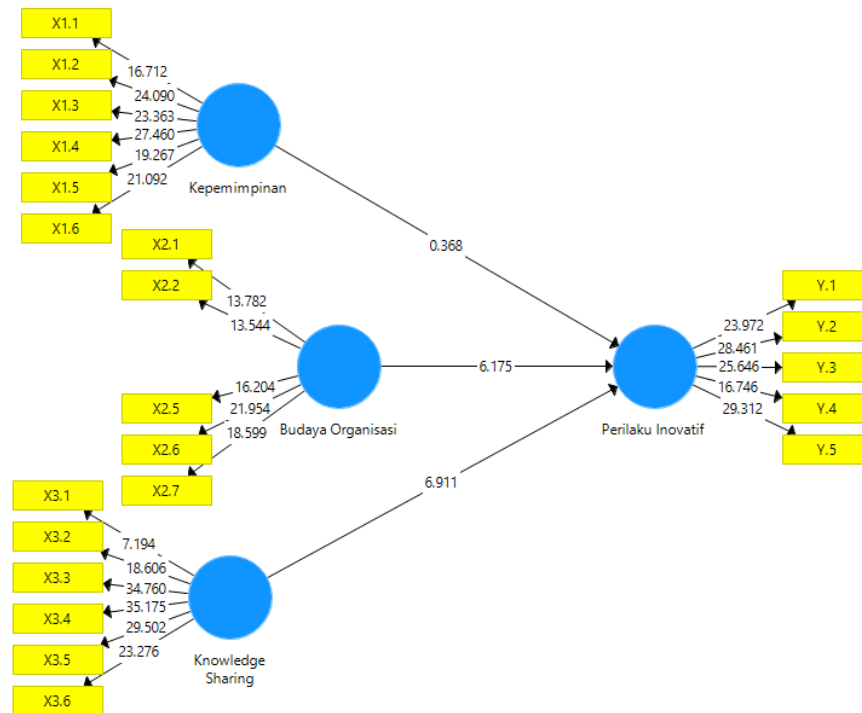 X1.1
16.712
X1.2
24.090
X1.3
23.363
27.460
X1.4
19.267
X1.5
21.092
Kepemimpinan
X1.6
0.368
X2.1
X2.2
13.782
13.544
Y.1
23.972
Y.2
28.461
25.646
Y.3
16.746
Y.4
29.312
Perilaku Inovatif
Y.5
6.175
16.204
X2.5
21.954
Budaya Organisasi
18.599
X2.6
X2.7
6.911
X3.1
7.194
X3.2
18.606
X3.3
34.760
35.175
X3.4
29.502
X3.5
23.276
Knowledge
Sharing
X3.6